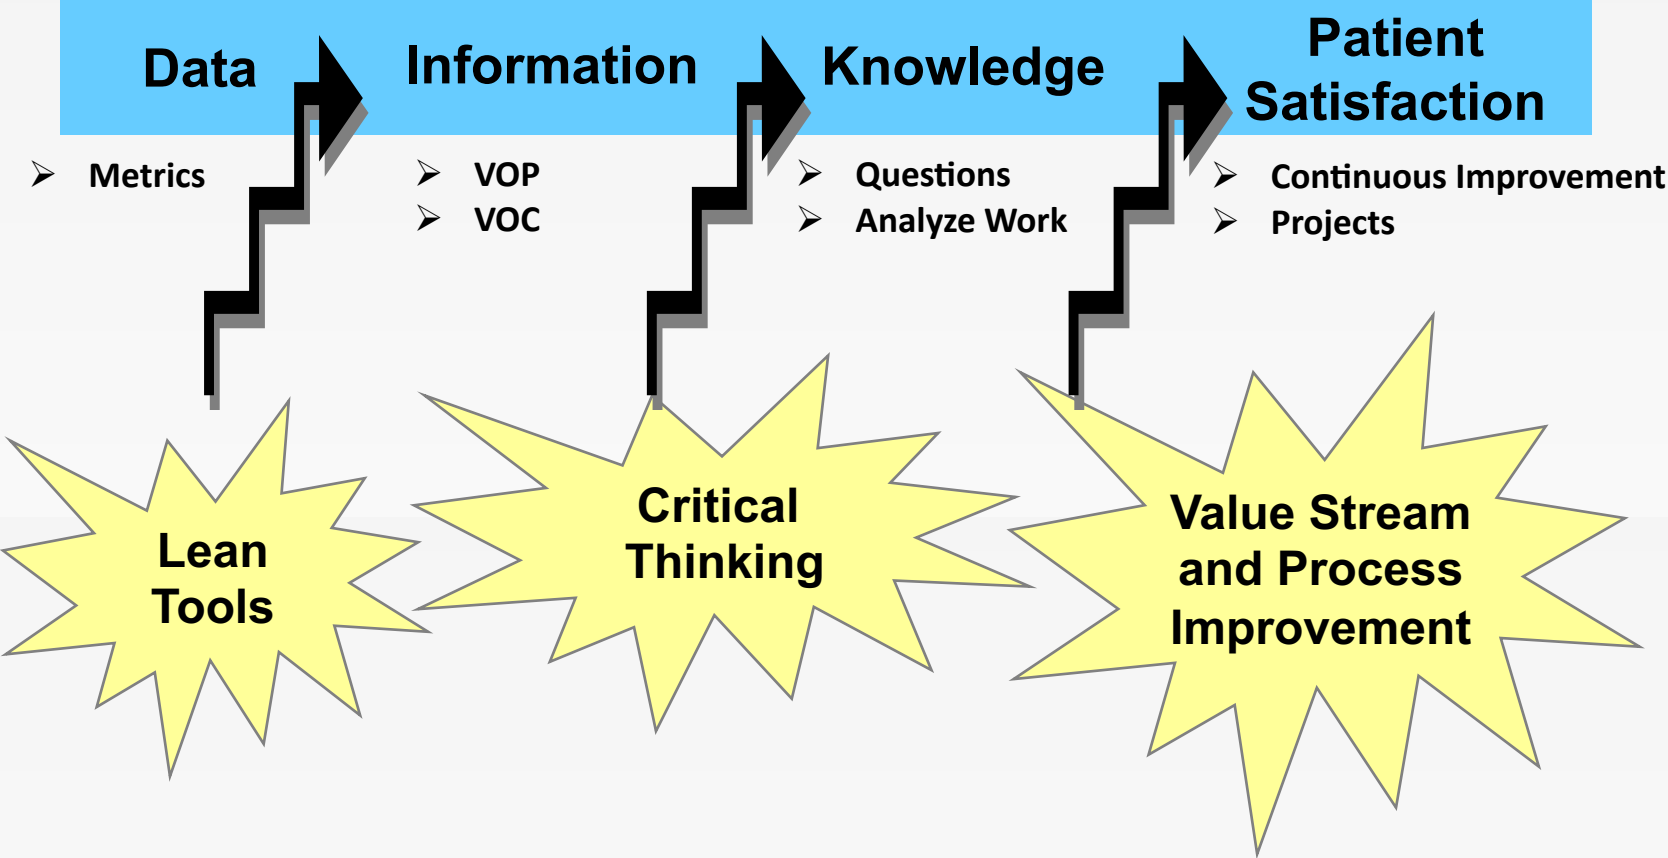 Data
Information
Knowledge
Patient
Satisfaction
➢ Metrics
➢ VOP
➢ VOC
➢ Questions
➢ Analyze Work
➢ Continuous Improvement
➢ Projects
Lean
Tools
Critical
Thinking
Value Stream
and Process
Improvement